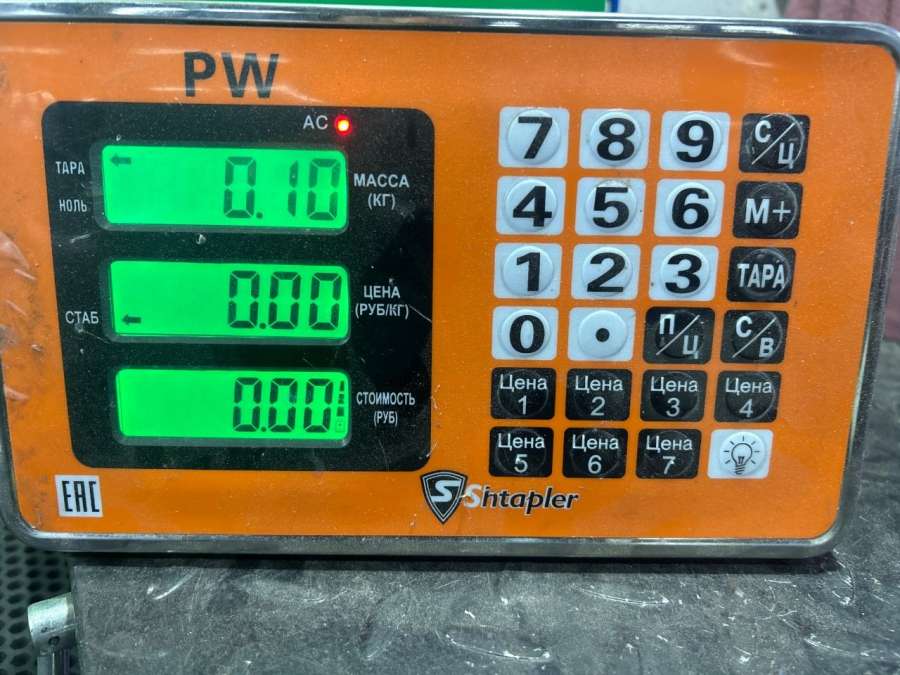 PW
AC
ТАРА
0.10
МАССА
(КГ)
НОЛЬ
0.00
ЦЕНА
(РУБ/КГ)
СТАБ
0.00
СТОИМОСТЬ
(РУБ)
EAC
S Shtapler
7 8 9 С/Ц
4 5 6 М+
1 2 3 ТАРА
0 • П/Ц С/В
Цена 1 Цена 2 Цена 3 Цена 4
Цена 5 Цена 6 Цена 7